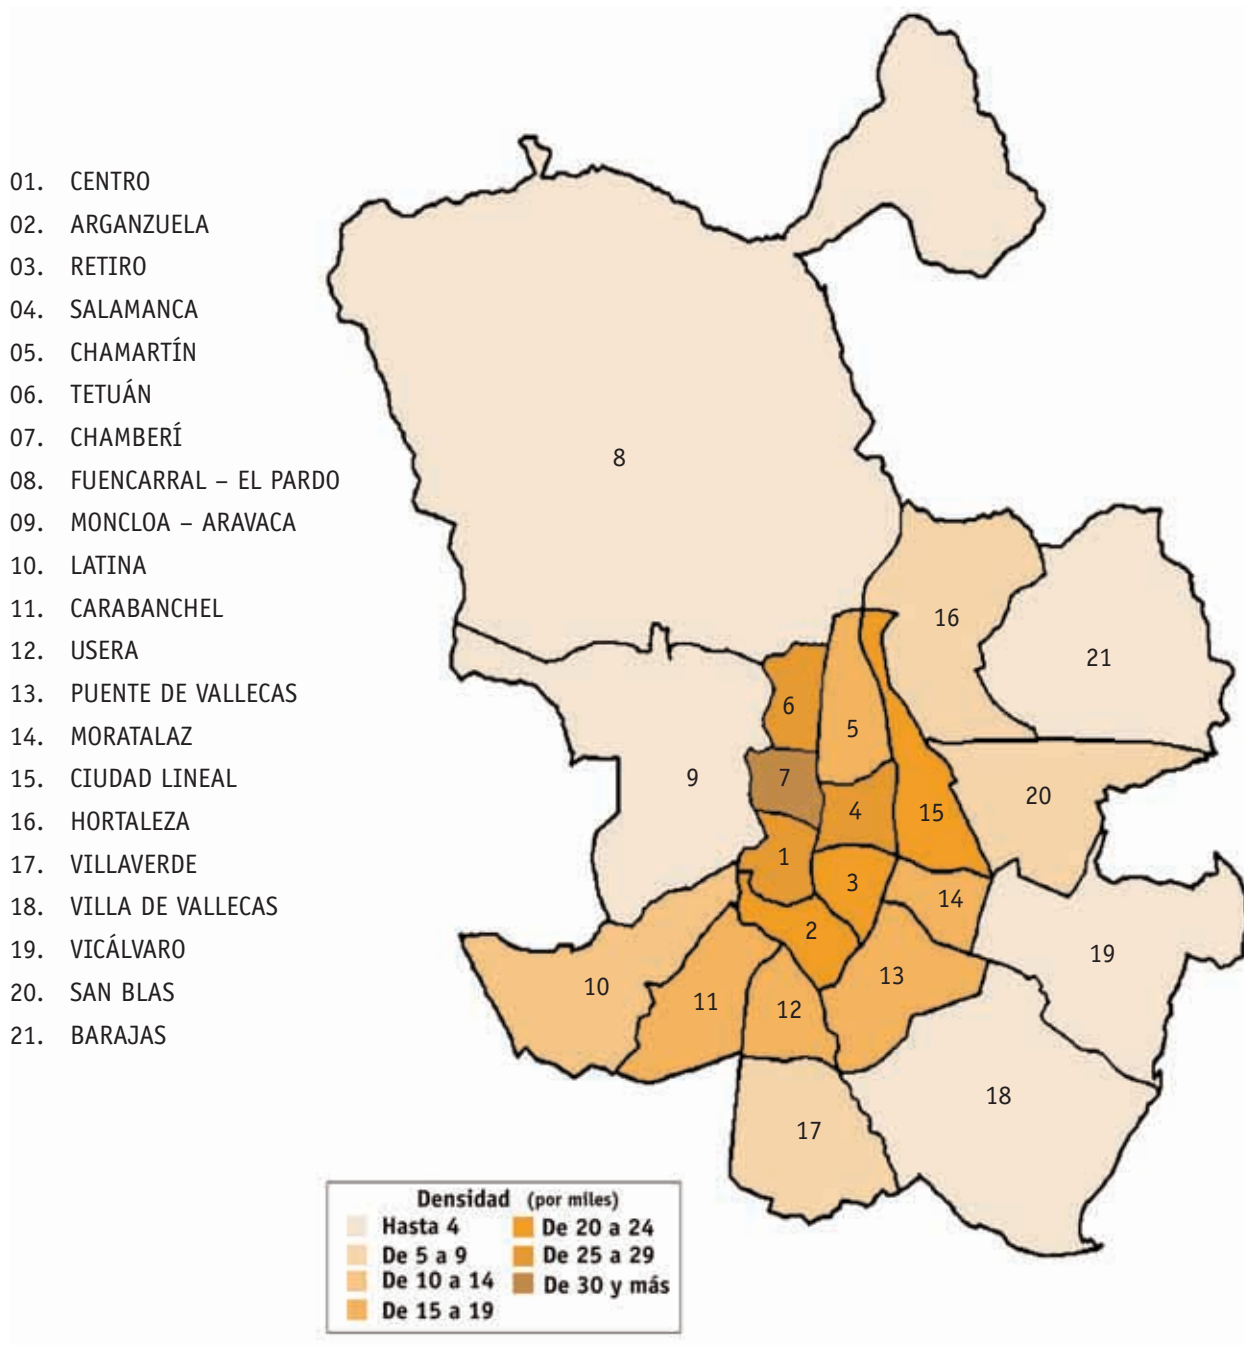 01. CENTRO
02. ARGANZUELA
03. RETIRO
04. SALAMANCA
05. CHAMARTÍN
06. TETUÁN
07. CHAMBERÍ
08. FUENCARRAL – EL PARDO
09. MONCLOA – ARAVACA
10. LATINA
11. CARABANCHEL
12. USERA
13. PUENTE DE VALLECAS
14. MORATALAZ
15. CIUDAD LINEAL
16. HORTALEZA
17. VILLAVERDE
18. VILLA DE VALLECAS
19. VICÁLVARO
20. SAN BLAS
21. BARAJAS
8
16
21
6
5
9
7
4
15
20
1
3
14
2
19
10
11
12
13
18
17
Densidad (por miles)
Hasta 4
De 5 a 9
De 10 a 14
De 15 a 19
De 20 a 24
De 25 a 29
De 30 y más